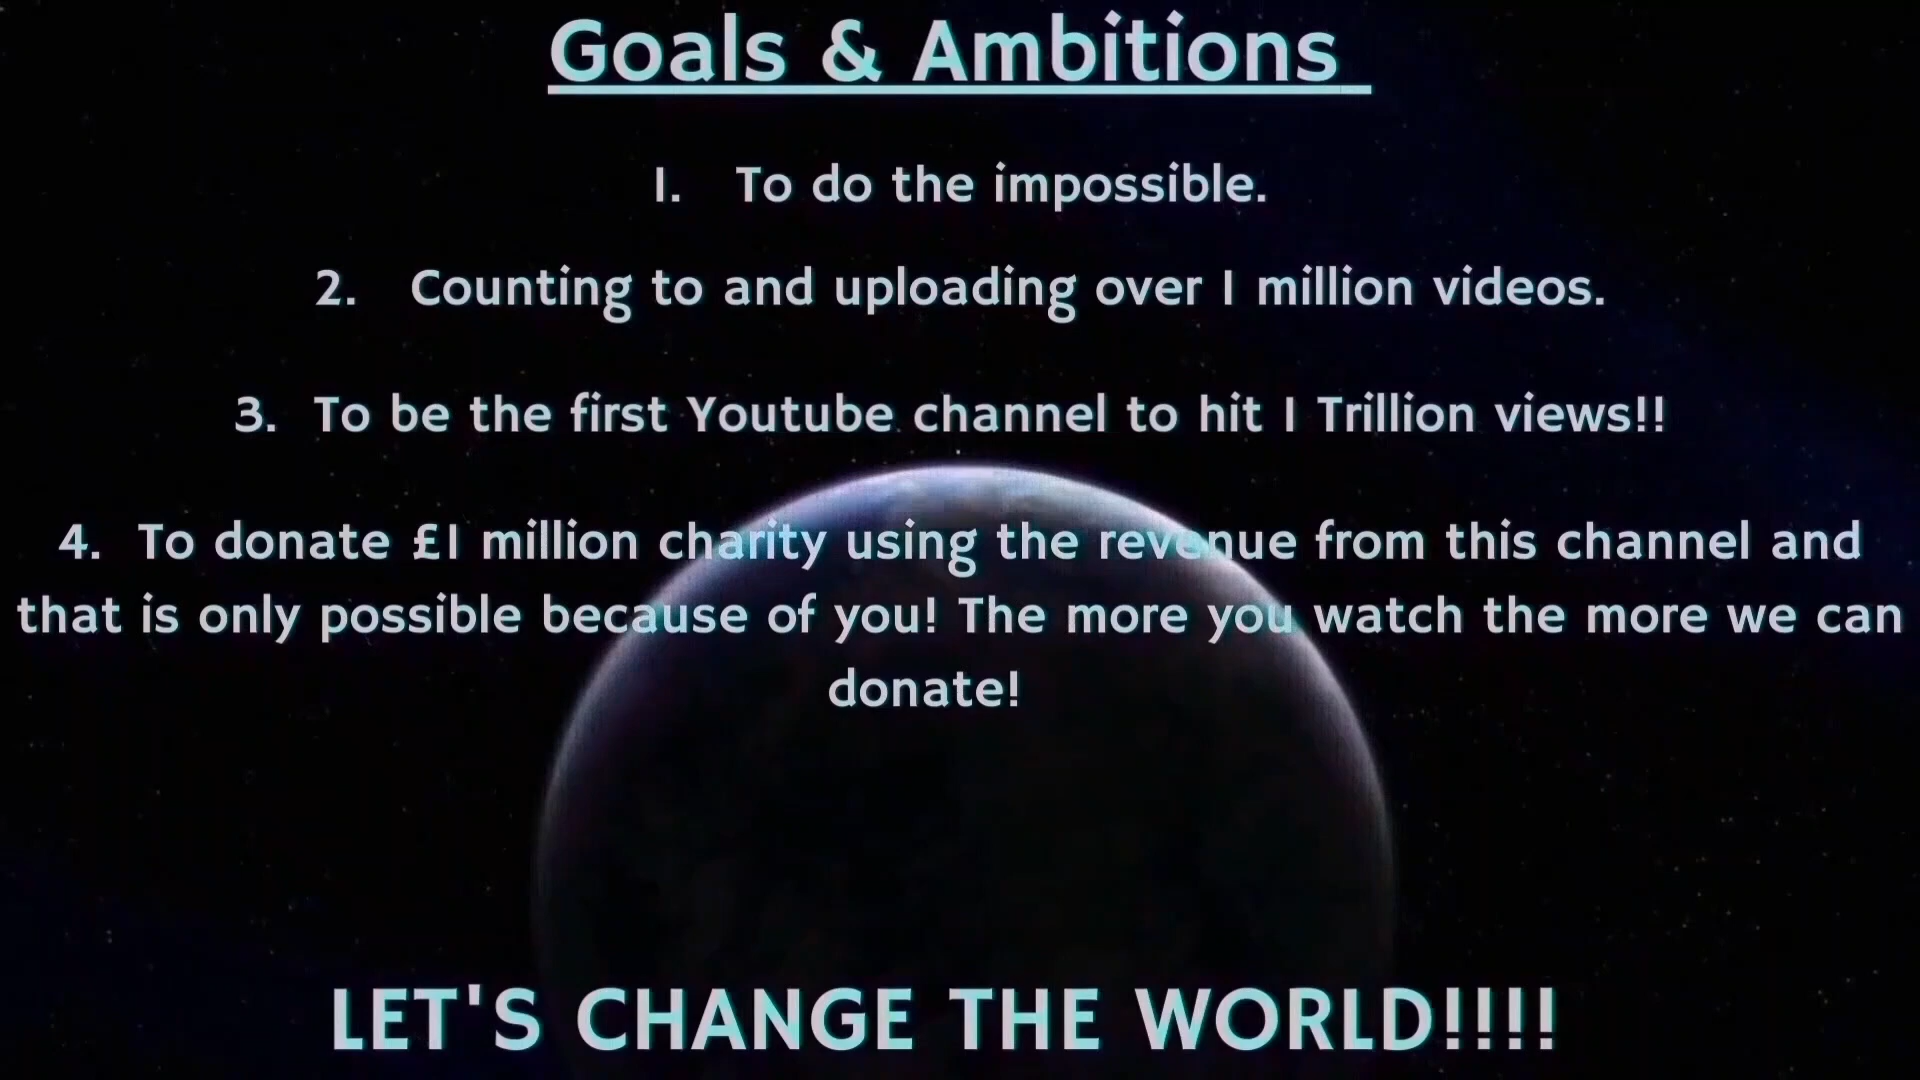 Goals & Ambitions
1. To do the impossible.
2. Counting to and uploading over 1 million videos.
3. To be the first Youtube channel to hit 1 Trillion views!!
4. To donate £1 million charity using the revenue from this channel and
that is only possible because of you! The more you watch the more we can
donate!
LET'S CHANGE THE WORLD!!!!